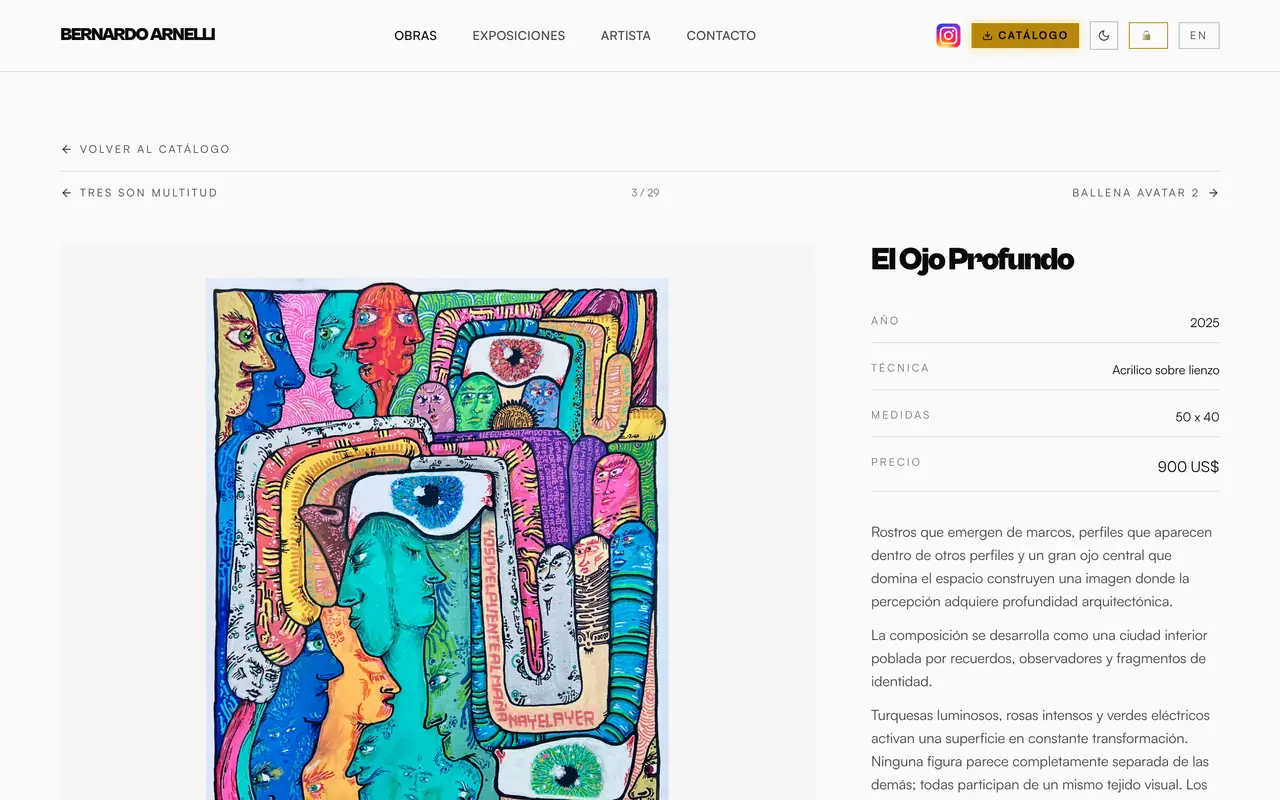 BERNARDO ARNELLI
OBRAS
EXPOSICIONES
ARTISTA
CONTACTO
CATÁLOGO
EN
← VOLVER AL CATÁLOGO
← TRES SON MULTITUD
3 / 29
BALLENA AVATAR 2 →
El Ojo Profundo
AÑO
2025
TÉCNICA
Acrilico sobre lienzo
MEDIDAS
50 x 40
PRECIO
900 US$
Rostros que emergen de marcos, perfiles que aparecen
dentro de otros perfiles y un gran ojo central que
domina el espacio construyen una imagen donde la
percepción adquiere profundidad arquitectónica.
La composición se desarrolla como una ciudad interior
poblada por recuerdos, observadores y fragmentos de
identidad.
Turquesas luminosos, rosas intensos y verdes eléctricos
activan una superficie en constante transformación.
Ninguna figura parece completamente separada de las
demás; todas participan de un mismo tejido visual. Los
YOSOYELPUENTEALMAÑA
NAYELAYER